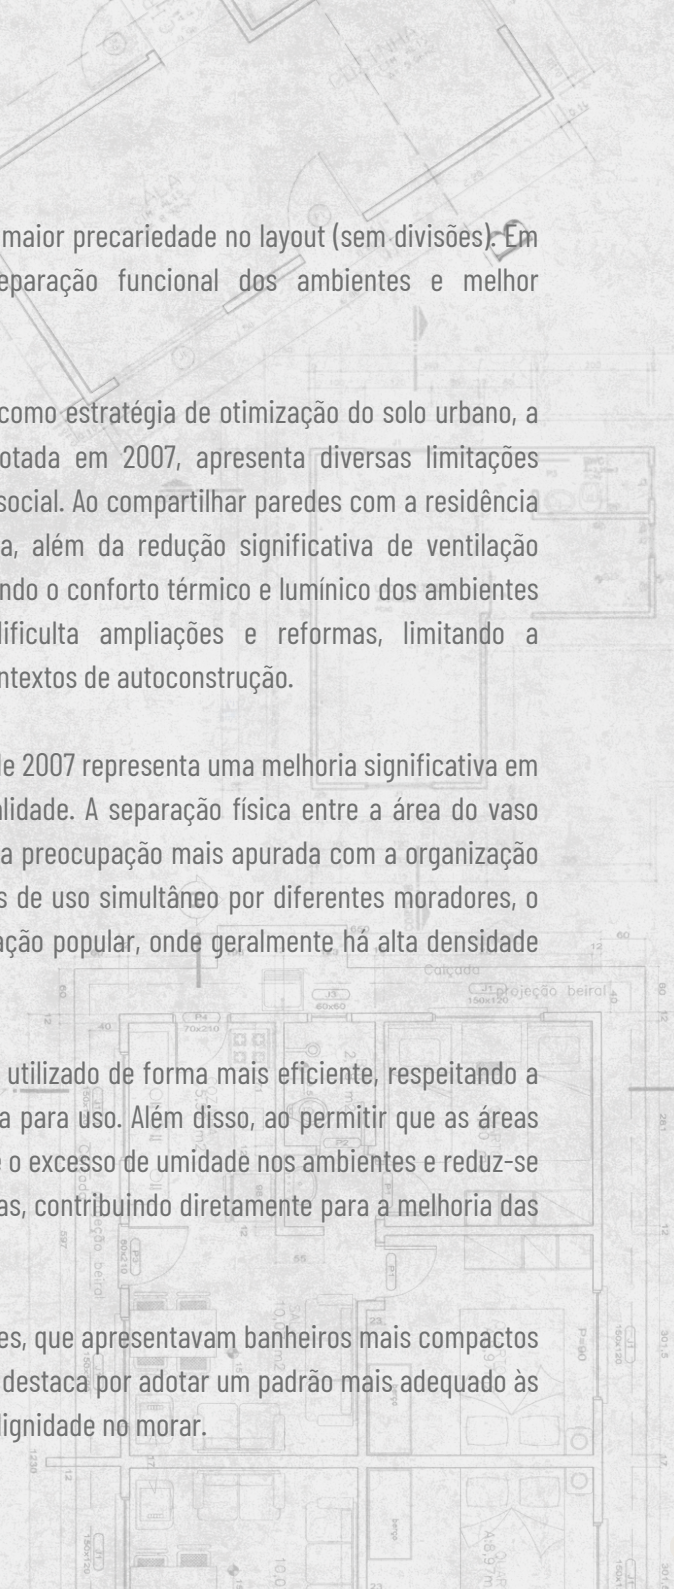 maior precariedade no layout (sem divisões). Em
eparação funcional dos ambientes e melhor
como estratégia de otimização do solo urbano, a
otada em 2007, apresenta diversas limitações
social. Ao compartilhar paredes com a residência
a, além da redução significativa de ventilação
ndo o conforto térmico e lumínico dos ambientes
lificulta ampliações e reformas, limitando a
ntextos de autoconstrução.
de 2007 representa uma melhoria significativa em
alidade. A separação física entre a área do vaso
a preocupação mais apurada com a organização
s de uso simultâneo por diferentes moradores, o
ação popular, onde geralmente há alta densidade
Calçada
projeção beiral
utilizado de forma mais eficiente, respeitando a
a para uso. Além disso, ao permitir que as áreas
e o excesso de umidade nos ambientes e reduz-se
as, contribuindo diretamente para a melhoria das
es, que apresentavam banheiros mais compactos
destaca por adotar um padrão mais adequado às
dignidade no morar.